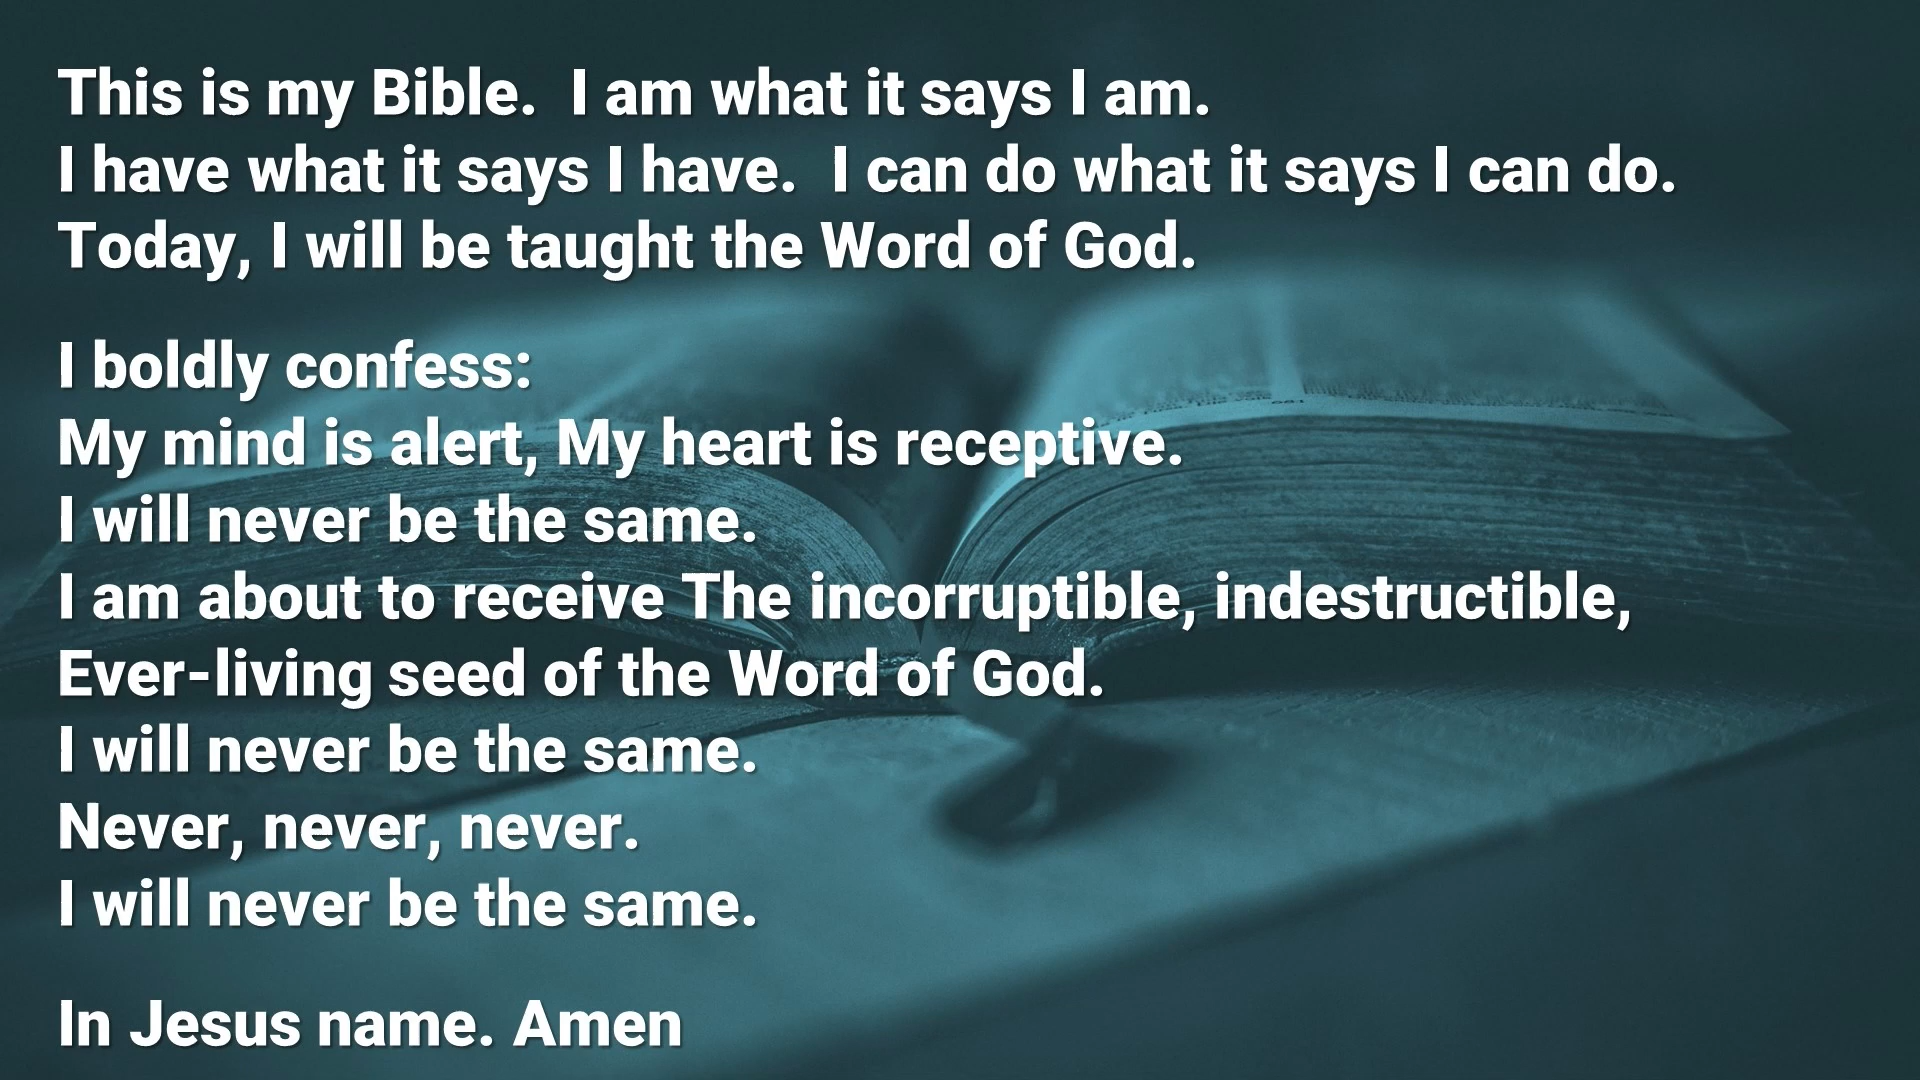 This is my Bible.  I am what it says I am.
I have what it says I have.  I can do what it says I can do.
Today, I will be taught the Word of God.
I boldly confess:
My mind is alert, My heart is receptive.
I will never be the same.
I am about to receive The incorruptible, indestructible,
Ever-living seed of the Word of God.
I will never be the same.
Never, never, never.
I will never be the same.
In Jesus name. Amen